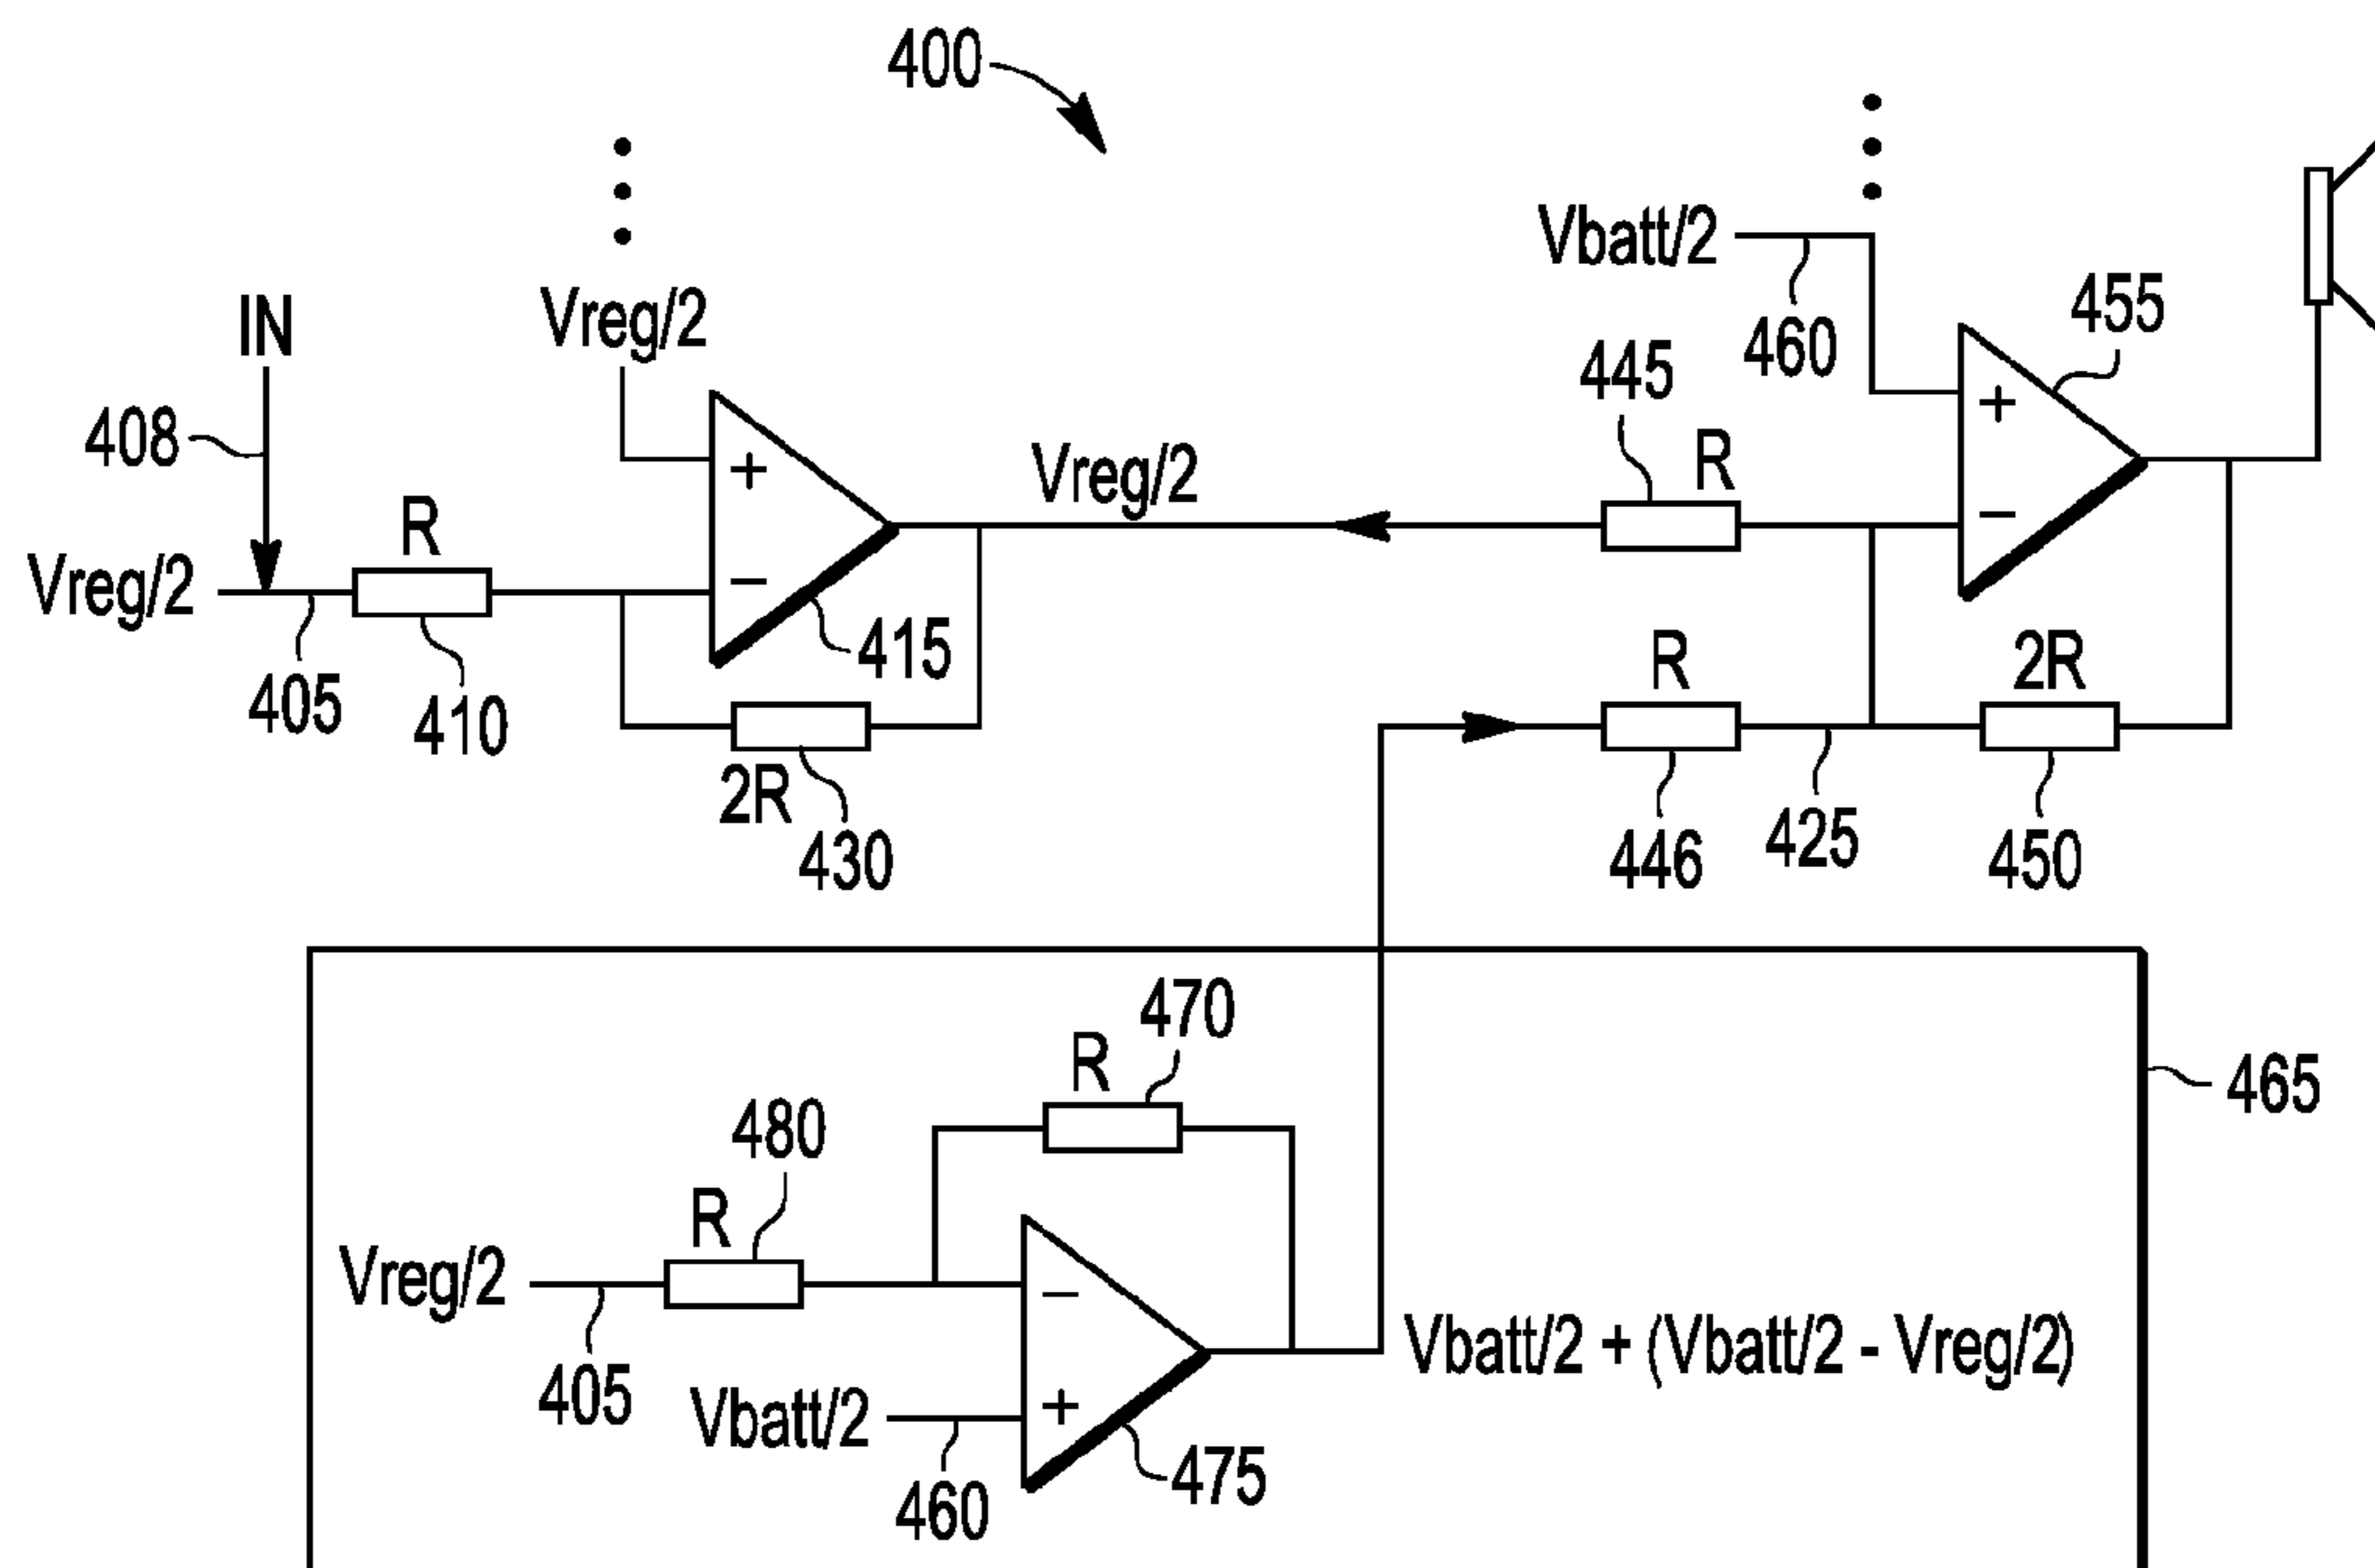 400
Vbatt/2
460
455
IN
Vreg/2
445
R
408
+
+
R
Vreg/2
−
Vreg/2
−
405
410
415
2R
430
R
2R
446
425
450
470
R
480
R
465
Vreg/2
−
405
Vbatt/2
+
460
475
Vbatt/2 + (Vbatt/2 - Vreg/2)